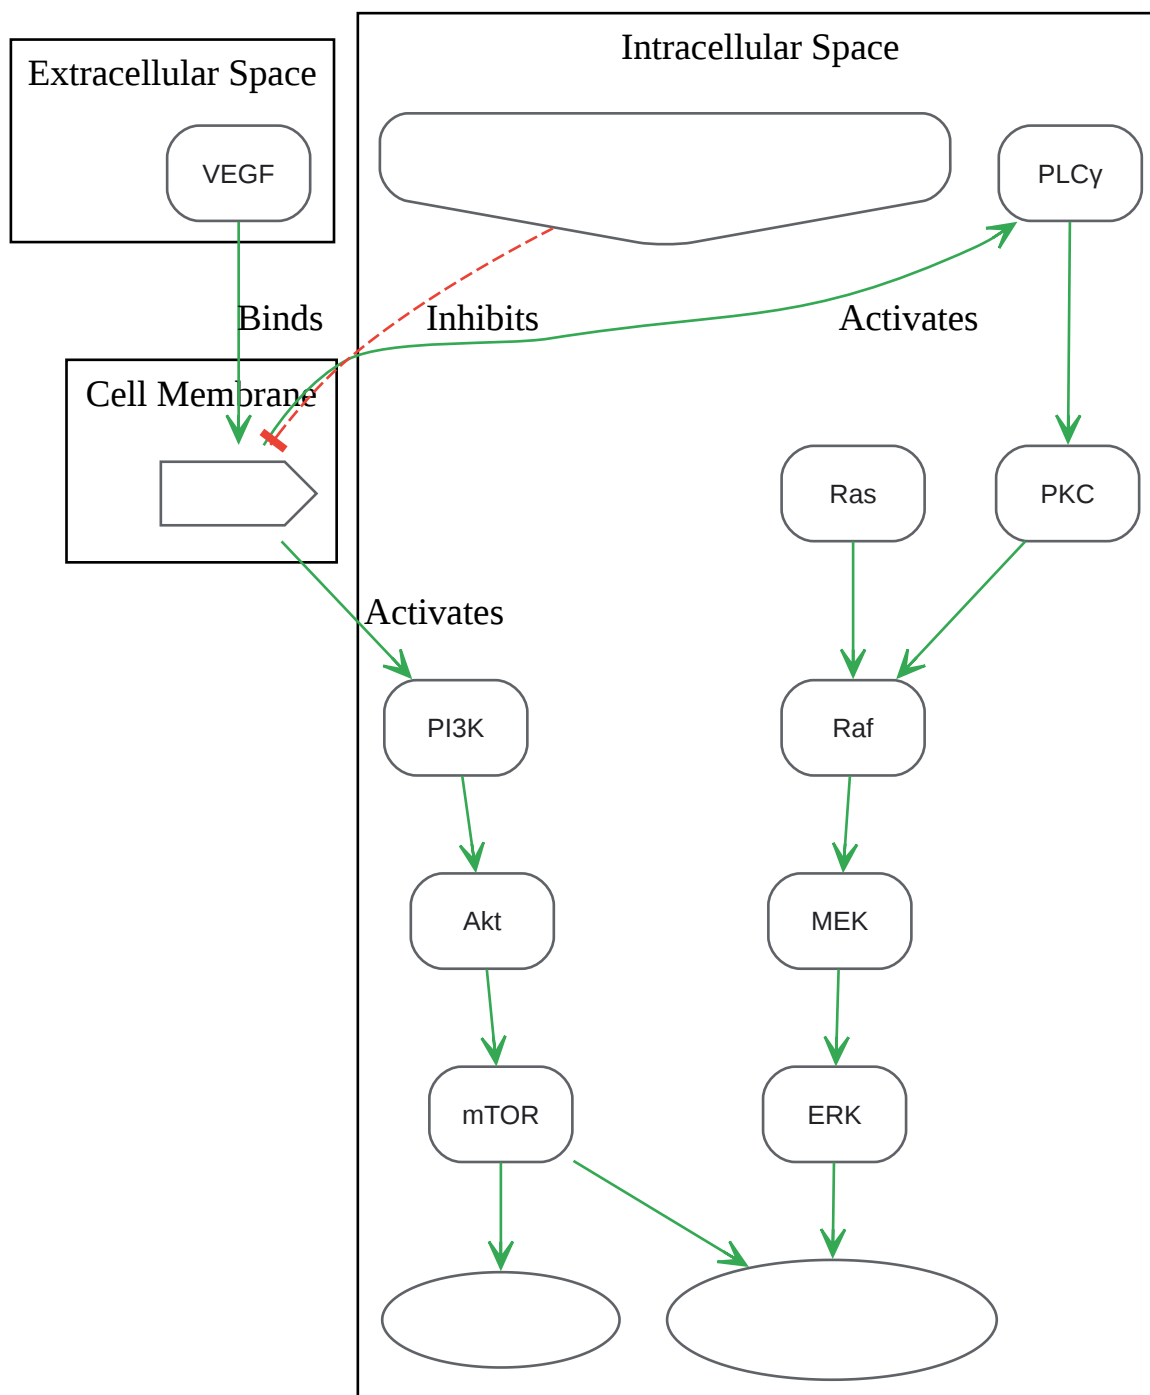 Intracellular Space
Extracellular Space
VEGF
PLCγ
Binds
Inhibits
Activates
Cell Membrane
Ras
PKC
Activates
PI3K
Raf
Akt
MEK
mTOR
ERK